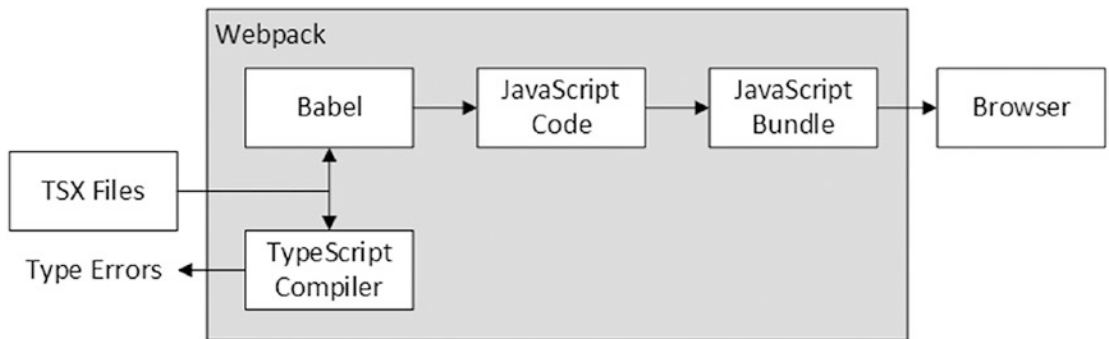 Webpack
Babel
JavaScript
Code
JavaScript
Bundle
Browser
TSX Files
Type Errors
TypeScript
Compiler